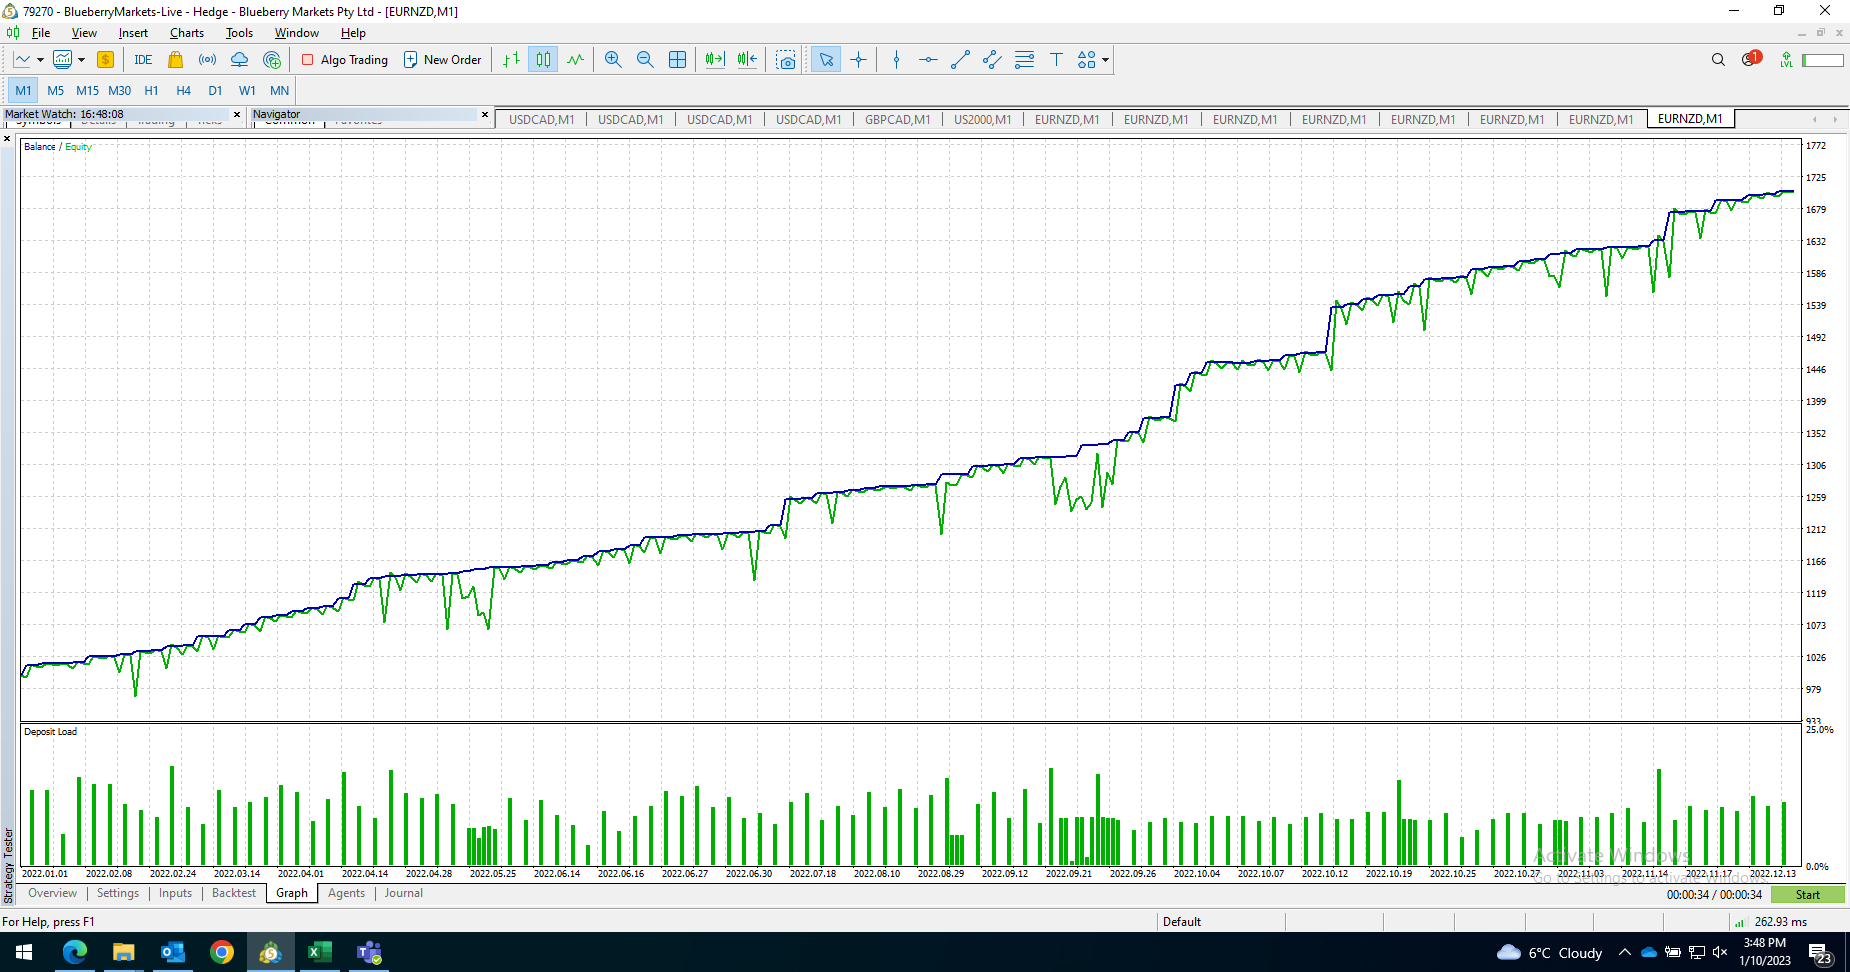 79270 - BlueberryMarkets-Live - Hedge - Blueberry Markets Pty Ltd - [EURNZD,M1]
File View Insert Charts Tools Window Help
IDE Algo Trading New Order 1 LVL
M1 M5 M15 M30 H1 H4 D1 W1 MN
Market Watch: 16:48:08 Navigator
Symbols Details Trading Ticks Common Favorites USDCAD,M1 USDCAD,M1 USDCAD,M1 USDCAD,M1 GBPCAD,M1 US2000,M1 EURNZD,M1 EURNZD,M1 EURNZD,M1 EURNZD,M1 EURNZD,M1 EURNZD,M1 EURNZD,M1 EURNZD,M1
Balance / Equity
1772
1725
1679
1632
1586
1539
1492
1446
1399
1352
1306
1259
1212
1166
1119
1073
1026
979
933
Deposit Load
25.0%
0.0%
2022.01.01 2022.02.08 2022.02.24 2022.03.14 2022.04.01 2022.04.14 2022.04.28 2022.05.25 2022.06.14 2022.06.16 2022.06.27 2022.06.30 2022.07.18 2022.08.10 2022.08.29 2022.09.12 2022.09.21 2022.09.26 2022.10.04 2022.10.07 2022.10.12 2022.10.19 2022.10.25 2022.10.27 2022.11.03 2022.11.14 2022.11.17 2022.12.13
Activate Windows
Go to Settings to activate Windows.
Strategy Tester
Overview Settings Inputs Backtest Graph Agents Journal
00:00:34 / 00:00:34 Start
For Help, press F1 Default 262.93 ms
6°C Cloudy 3:48 PM
1/10/2023 23